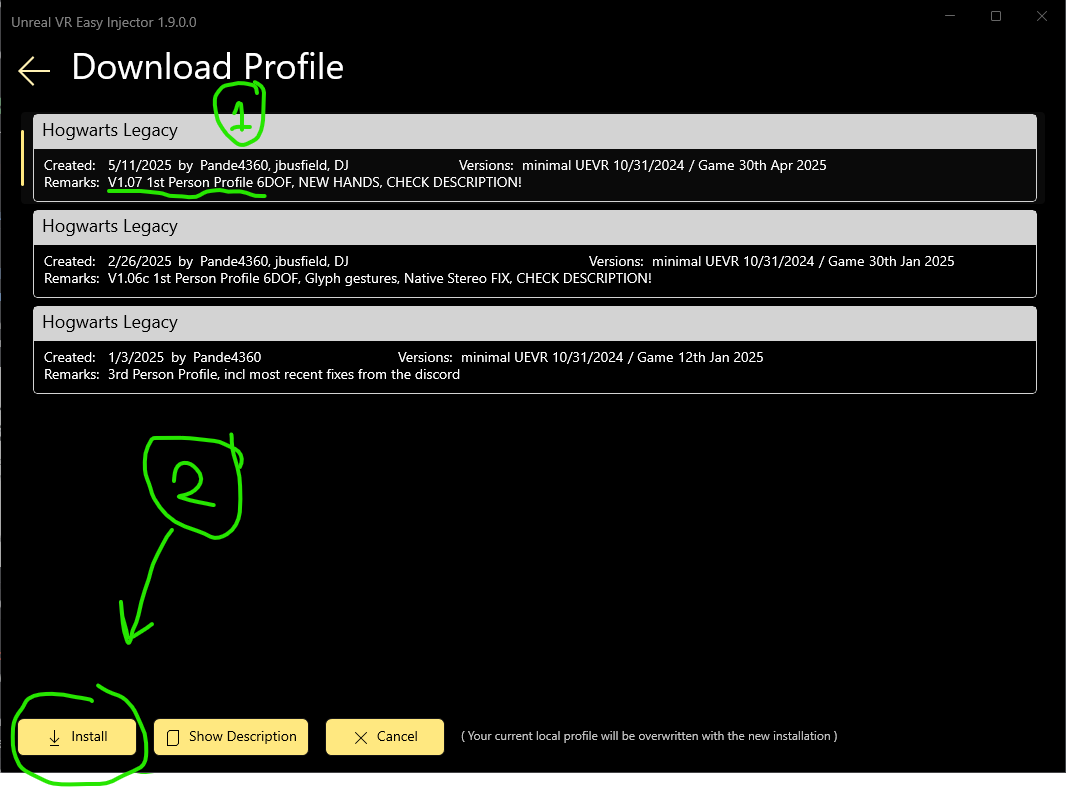 Unreal VR Easy Injector 1.9.0.0
Download Profile
1
Hogwarts Legacy
Created: 5/11/2025 by Pande4360, jbusfield, DJ Versions: minimal UEVR 10/31/2024 / Game 30th Apr 2025
Remarks: V1.07 1st Person Profile 6DOF, NEW HANDS, CHECK DESCRIPTION!
Hogwarts Legacy
Created: 2/26/2025 by Pande4360, jbusfield, DJ Versions: minimal UEVR 10/31/2024 / Game 30th Jan 2025
Remarks: V1.06c 1st Person Profile 6DOF, Glyph gestures, Native Stereo FIX, CHECK DESCRIPTION!
Hogwarts Legacy
Created: 1/3/2025 by Pande4360 Versions: minimal UEVR 10/31/2024 / Game 12th Jan 2025
Remarks: 3rd Person Profile, incl most recent fixes from the discord
2
Install Show Description Cancel ( Your current local profile will be overwritten with the new installation )